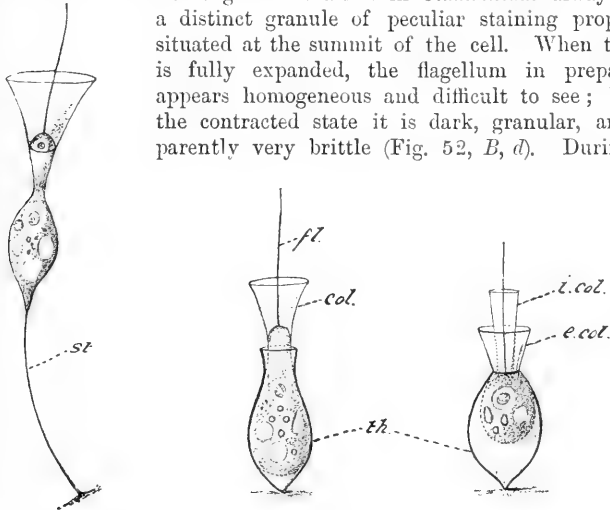 a distinct granule of peculiar staining prop
situated at the summit of the cell. When t
is fully expanded, the flagellum in prepa
appears homogeneous and difficult to see;
the contracted state it is dark, granular, an
parently very brittle (Fig. 52, B, d). Durin
fl.
col.
i.col.
e.col.
st
th.